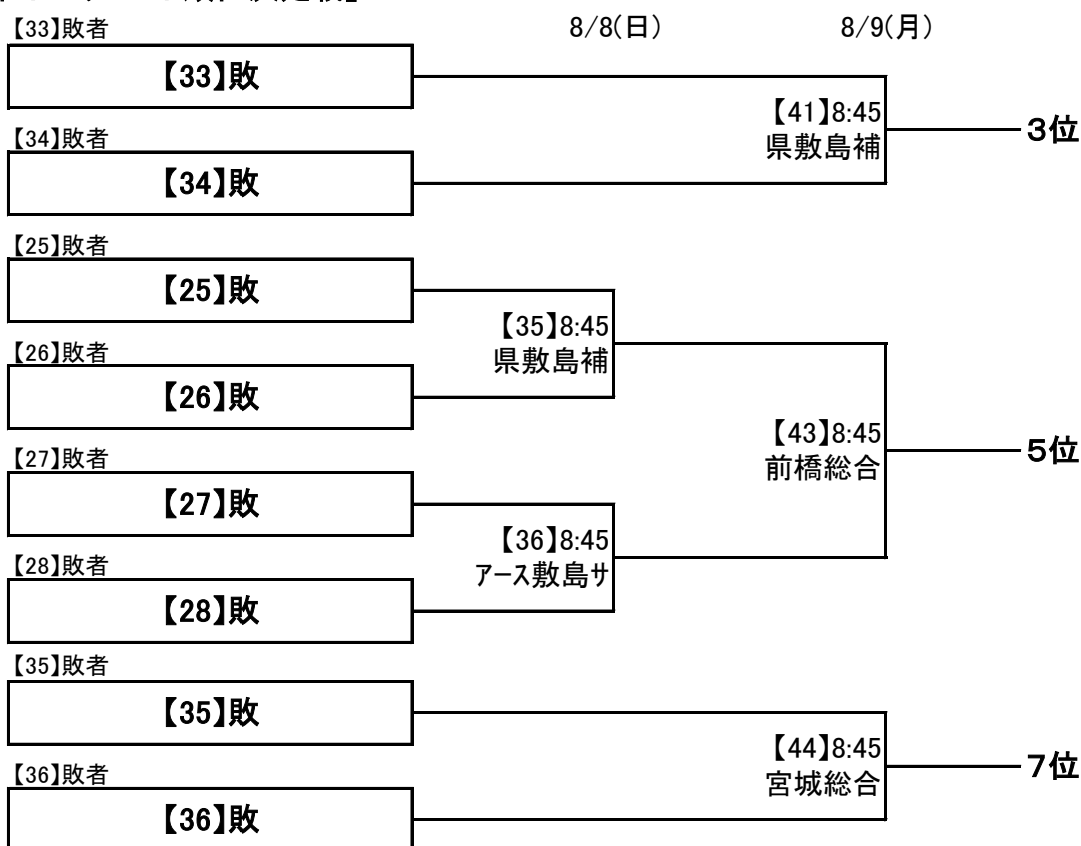 8/8(日) 8/9(月)
【33】敗者
【33】敗
【41】8:45
県敷島補
3位
【34】敗者
【34】敗
【25】敗者
【25】敗
【35】8:45
県敷島補
【26】敗者
【26】敗
【43】8:45
前橋総合
5位
【27】敗者
【27】敗
【36】8:45
アース敷島サ
【28】敗者
【28】敗
【35】敗者
【35】敗
【44】8:45
宮城総合
7位
【36】敗者
【36】敗